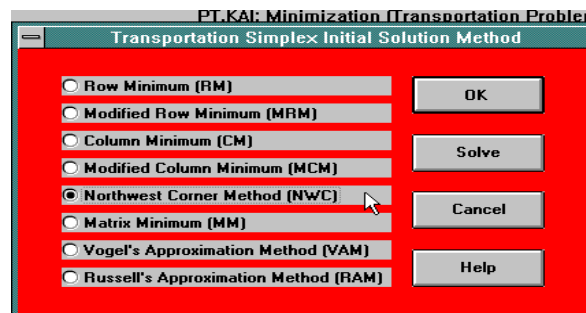 PT.KAI: Minimization (Transportation Proble
Transportation Simplex Initial Solution Method
Row Minimum (RM)
Modified Row Minimum (MRM)
Column Minimum (CM)
Modified Column Minimum (MCM)
Northwest Corner Method (NWC)
Matrix Minimum (MM)
Vogel's Approximation Method (VAM)
Russell's Approximation Method (RAM)
OK
Solve
Cancel
Help